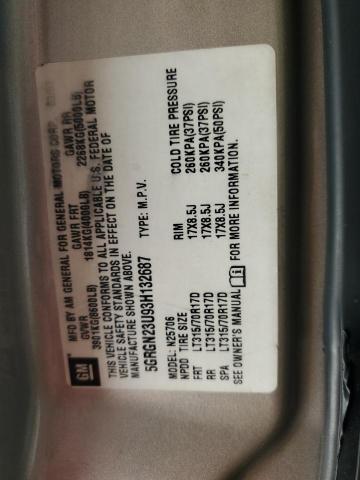 GM
MFD BY AM GENERAL FOR GENERAL MOTORS CORP
GVWR GAWR FRT GAWR RR
3901KG(8600LB) 1814KG(4000LB) 2268KG(5000LB)
THIS VEHICLE CONFORMS TO ALL APPLICABLE U.S. FEDERAL MOTOR
VEHICLE SAFETY STANDARDS IN EFFECT ON THE DATE OF
MANUFACTURE SHOWN ABOVE.
5GRGN23U93H132687 TYPE: M.P.V.
MODEL: N25706
NPDD TIRE SIZE RIM COLD TIRE PRESSURE
FRT LT315/70R17D 17X8.5J 260KPA(37PSI)
RR LT315/70R17D 17X8.5J 260KPA(37PSI)
SPA LT315/70R17D 17X8.5J 340KPA(50PSI)
SEE OWNER'S MANUAL FOR MORE INFORMATION.